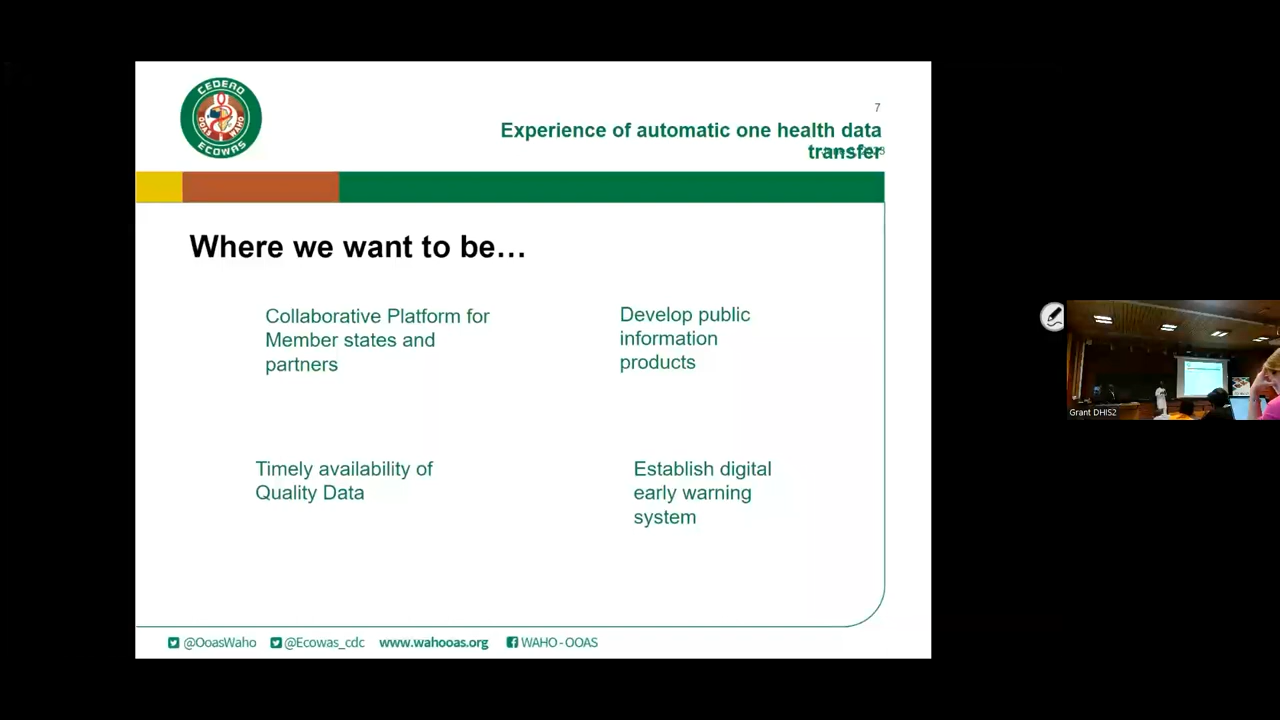 CEDEAO
OOAS WAHO
ECOWAS
7
Experience of automatic one health data
transfer
Where we want to be…
Collaborative Platform for
Member states and
partners
Develop public
information
products
Timely availability of
Quality Data
Establish digital
early warning
system
@OoasWaho @Ecowas_cdc www.wahooas.org WAHO - OOAS
Grant DHIS2